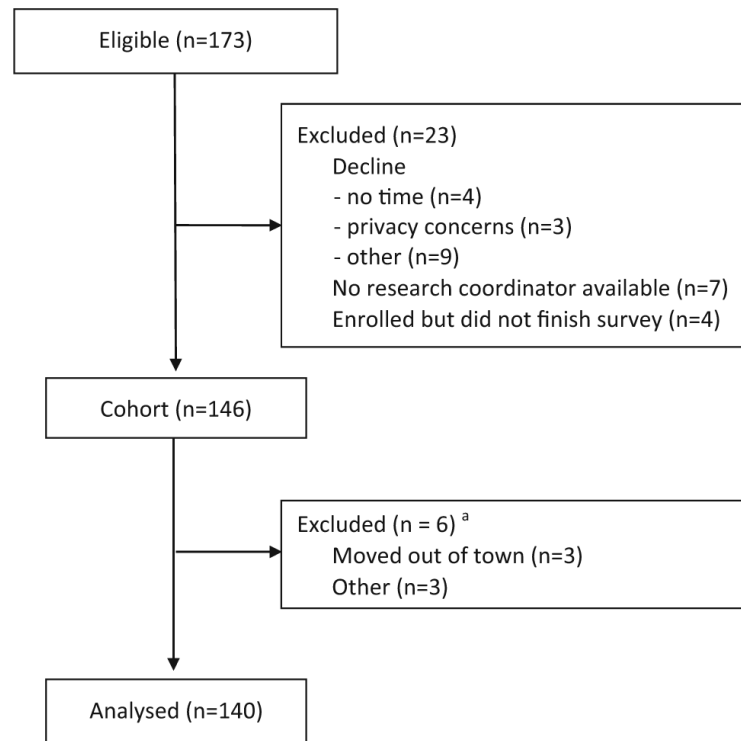 Eligible (n=173)
Excluded (n=23)
Decline
- no time (n=4)
- privacy concerns (n=3)
- other (n=9)
No research coordinator available (n=7)
Enrolled but did not finish survey (n=4)
Cohort (n=146)
Excluded (n = 6) a
Moved out of town (n=3)
Other (n=3)
Analysed (n=140)